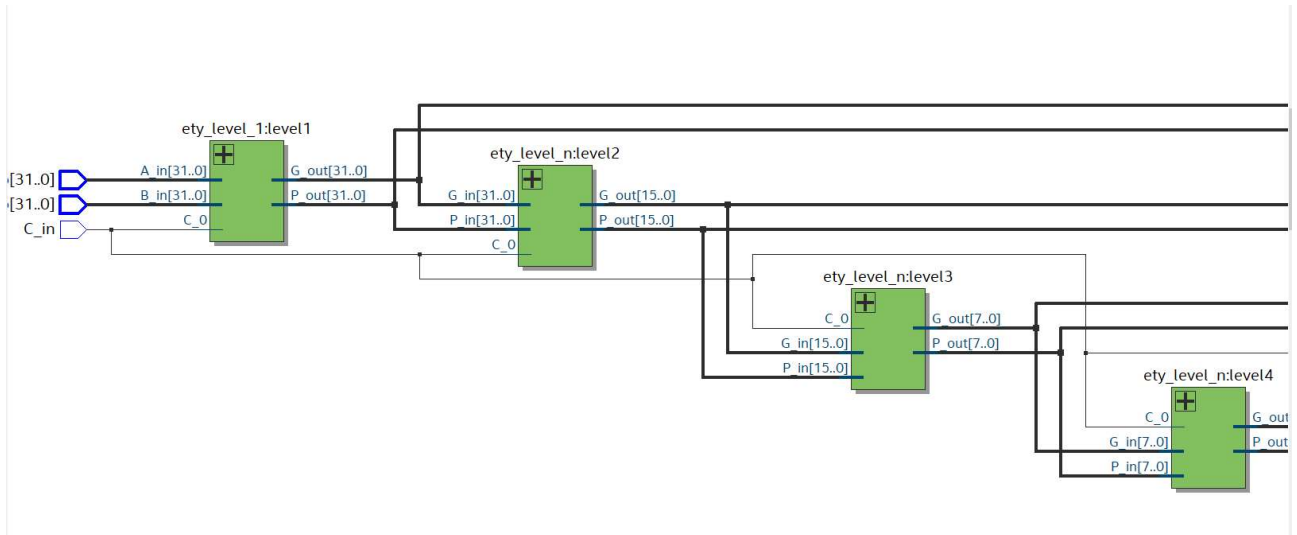 ety_level_1:level1
A_in[31..0]
B_in[31..0]
C_0
G_out[31..0]
P_out[31..0]
[31..0]
[31..0]
C_in
ety_level_n:level2
G_in[31..0]
P_in[31..0]
C_0
G_out[15..0]
P_out[15..0]
ety_level_n:level3
C_0
G_in[15..0]
P_in[15..0]
G_out[7..0]
P_out[7..0]
ety_level_n:level4
C_0
G_in[7..0]
P_in[7..0]
G_out
P_out